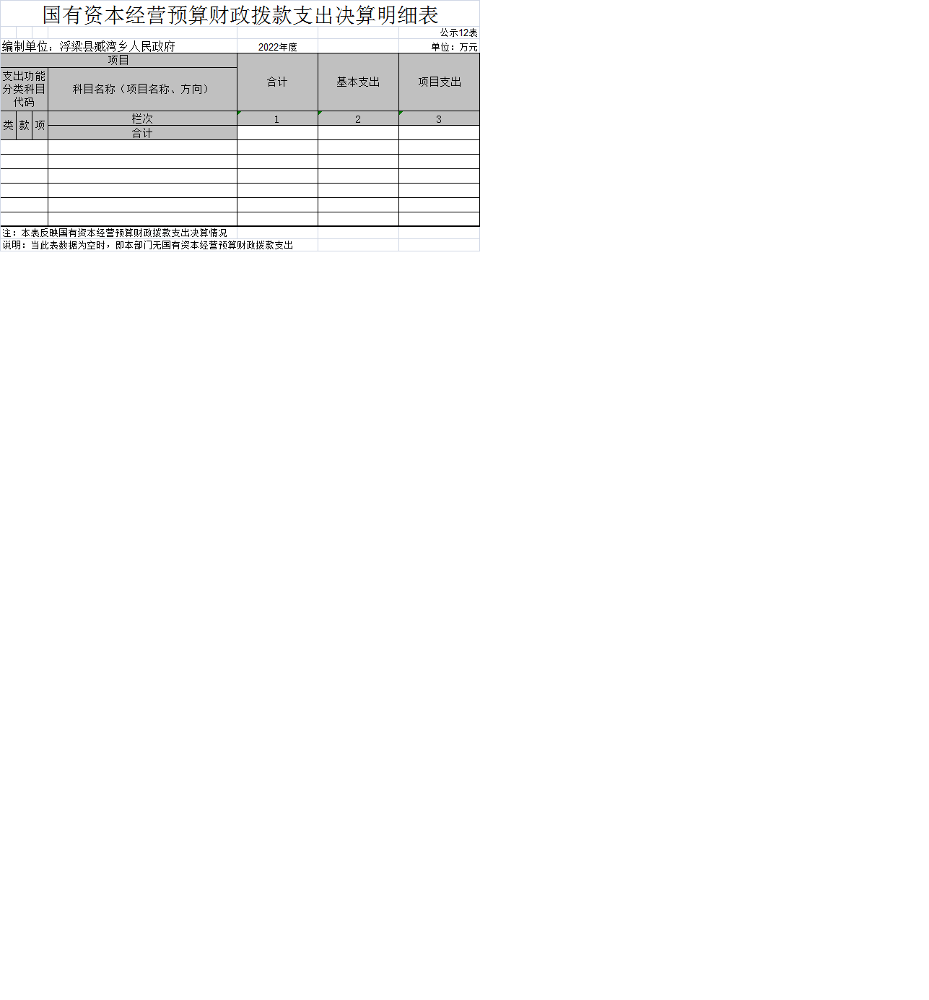 国有资本经营预算财政拨款支出决算明细表
公示12表
编制单位：浮梁县臧湾乡人民政府 2022年度 单位：万元
项目
合计 基本支出 项目支出
支出功能
分类科目
代码
科目名称（项目名称、方向）
类 款 项
栏次 1 2 3
合计
注：本表反映国有资本经营预算财政拨款支出决算情况
说明：当此表数据为空时，即本部门无国有资本经营预算财政拨款支出